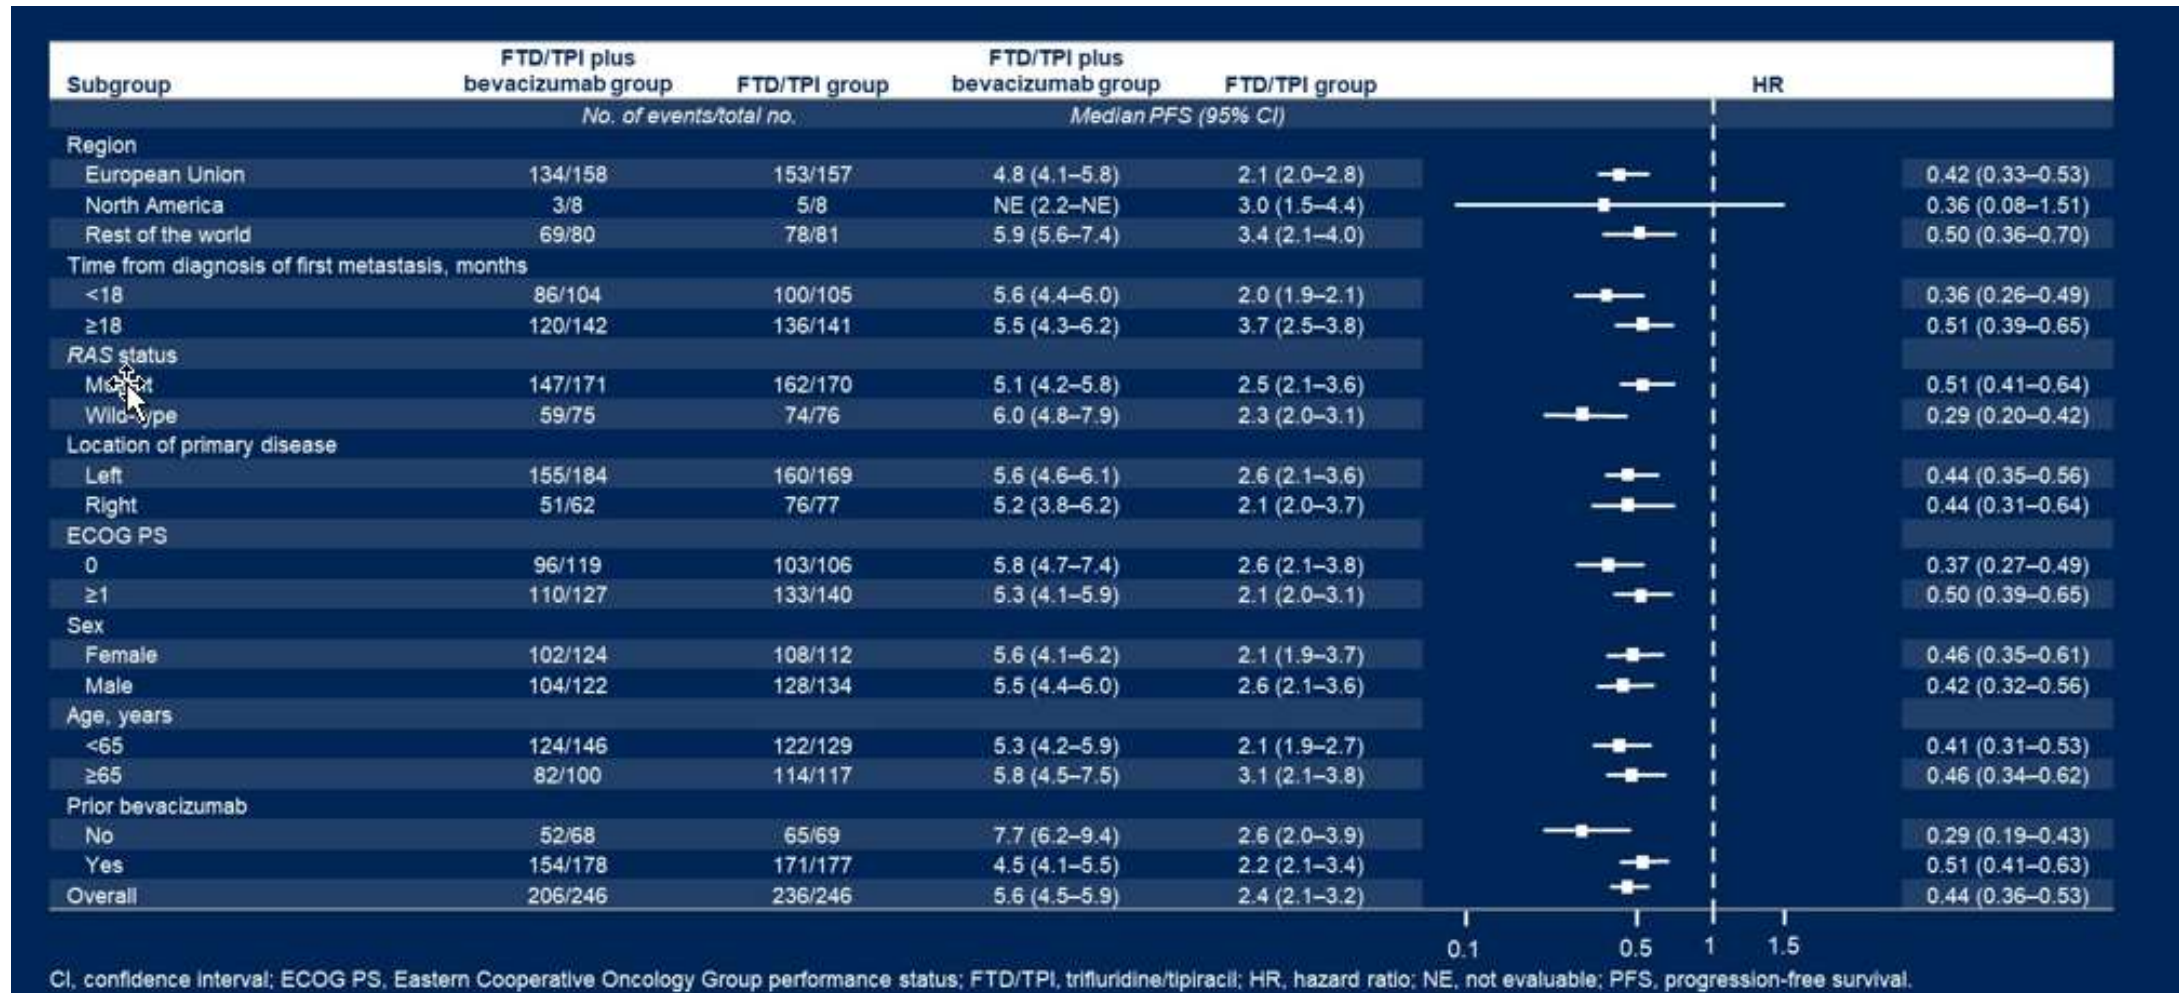 FTD/TPI plus bevacizumab group FTD/TPI plus bevacizumab group
Subgroup FTD/TPI group FTD/TPI group HR
No. of events/total no. Median PFS (95% CI)
Region
European Union 134/158 153/157 4.8 (4.1–5.8) 2.1 (2.0–2.8) 0.42 (0.33–0.53)
North America 3/8 5/8 NE (2.2–NE) 3.0 (1.5–4.4) 0.36 (0.08–1.51)
Rest of the world 69/80 78/81 5.9 (5.6–7.4) 3.4 (2.1–4.0) 0.50 (0.36–0.70)
Time from diagnosis of first metastasis, months
<18 86/104 100/105 5.6 (4.4–6.0) 2.0 (1.9–2.1) 0.36 (0.26–0.49)
≥18 120/142 136/141 5.5 (4.3–6.2) 3.7 (2.5–3.8) 0.51 (0.39–0.65)
RAS status
147/171 162/170 5.1 (4.2–5.8) 2.5 (2.1–3.6) 0.51 (0.41–0.64)
Wild-type 59/75 74/76 6.0 (4.8–7.9) 2.3 (2.0–3.1) 0.29 (0.20–0.42)
Location of primary disease
Left 155/184 160/169 5.6 (4.6–6.1) 2.6 (2.1–3.6) 0.44 (0.35–0.56)
Right 51/62 76/77 5.2 (3.8–6.2) 2.1 (2.0–3.7) 0.44 (0.31–0.64)
ECOG PS
0 96/119 103/106 5.8 (4.7–7.4) 2.6 (2.1–3.8) 0.37 (0.27–0.49)
≥1 110/127 133/140 5.3 (4.1–5.9) 2.1 (2.0–3.1) 0.50 (0.39–0.65)
Sex
Female 102/124 108/112 5.6 (4.1–6.2) 2.1 (1.9–3.7) 0.46 (0.35–0.61)
Male 104/122 128/134 5.5 (4.4–6.0) 2.6 (2.1–3.6) 0.42 (0.32–0.56)
Age, years
<65 124/146 122/129 5.3 (4.2–5.9) 2.1 (1.9–2.7) 0.41 (0.31–0.53)
≥65 82/100 114/117 5.8 (4.5–7.5) 3.1 (2.1–3.8) 0.46 (0.34–0.62)
Prior bevacizumab
No 52/68 65/69 7.7 (6.2–9.4) 2.6 (2.0–3.9) 0.29 (0.19–0.43)
Yes 154/178 171/177 4.5 (4.1–5.5) 2.2 (2.1–3.4) 0.51 (0.41–0.63)
Overall 206/246 236/246 5.6 (4.5–5.9) 2.4 (2.1–3.2) 0.44 (0.36–0.53)
0.1 0.5 1 1.5
CI, confidence interval; ECOG PS, Eastern Cooperative Oncology Group performance status; FTD/TPI, trifluridine/tipiracil; HR, hazard ratio; NE, not evaluable; PFS, progression-free survival.